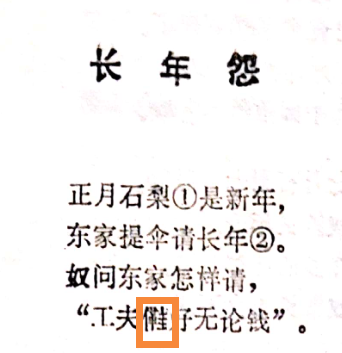 长年怨
正月石梨①是新年，
东家提伞请长年②。
奴问东家怎样请，
“工夫好无论钱”。